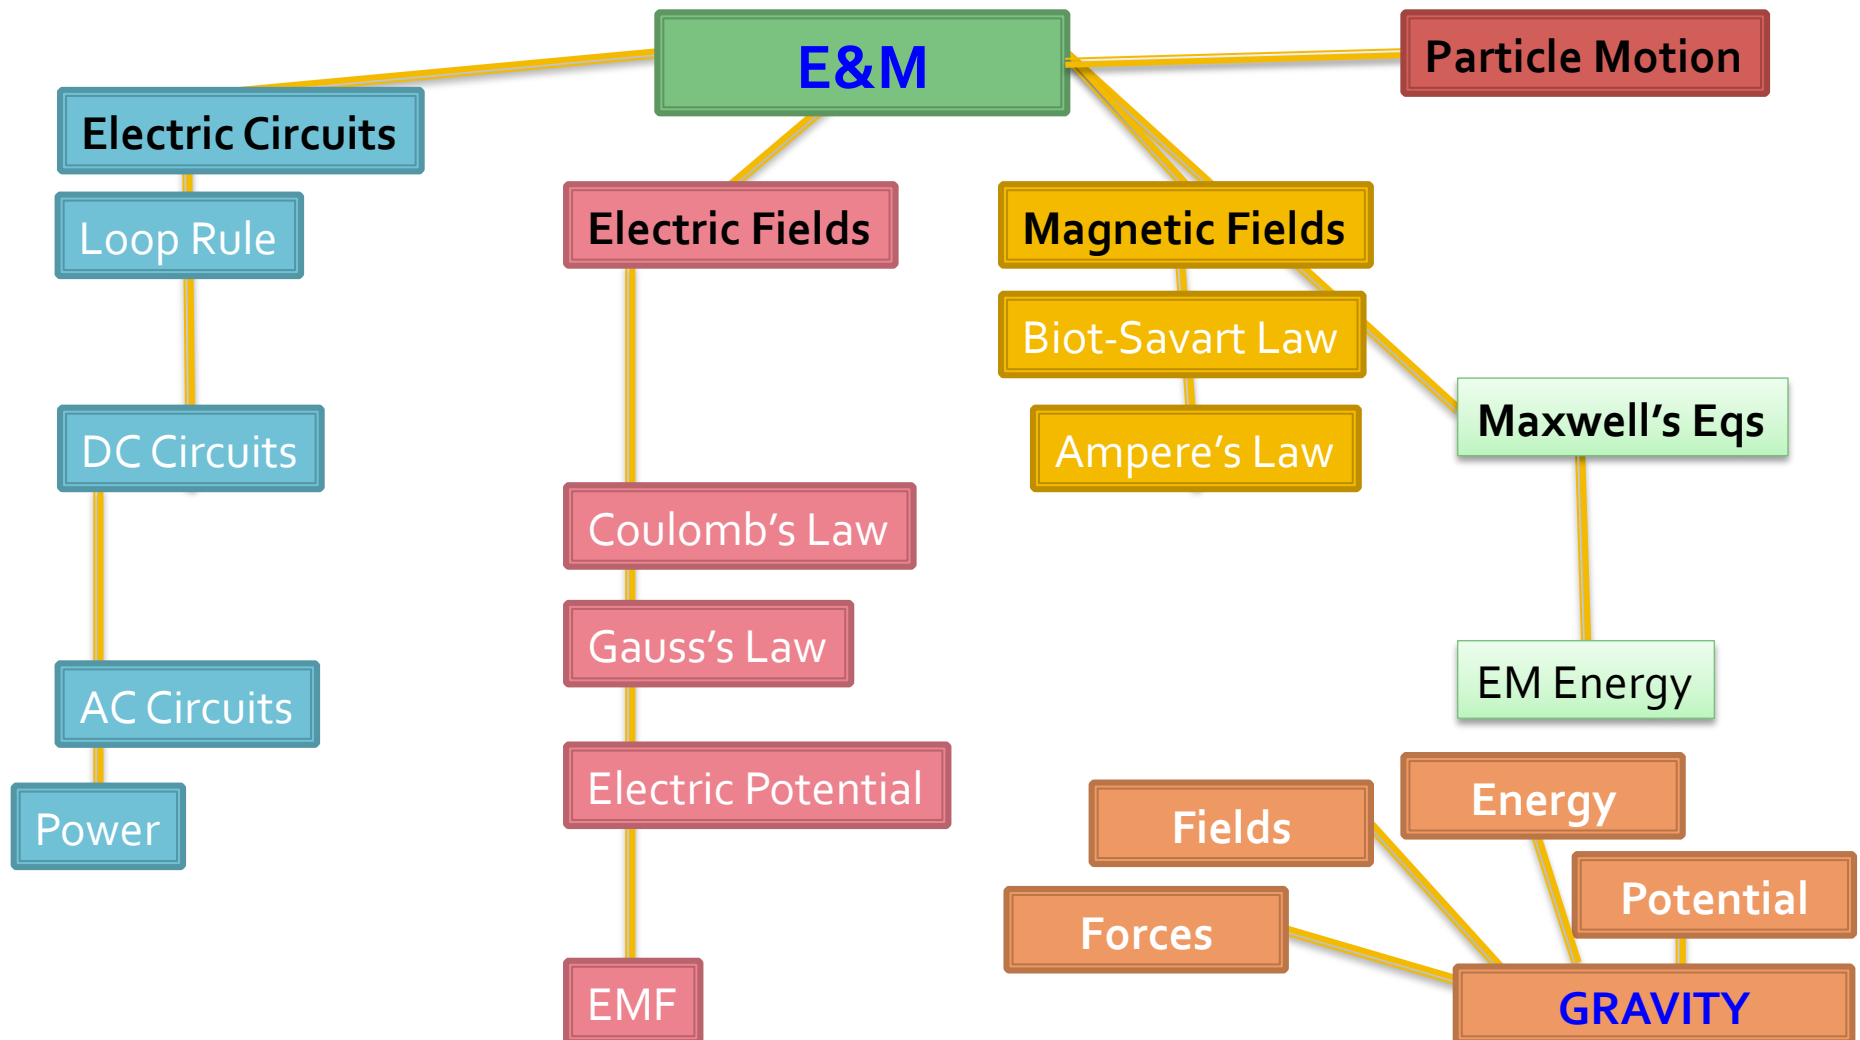 E&M
Particle Motion
Electric Circuits
Loop Rule
DC Circuits
AC Circuits
Power
Electric Fields
Coulomb’s Law
Gauss’s Law
Electric Potential
EMF
Magnetic Fields
Biot-Savart Law
Ampere’s Law
Maxwell’s Eqs
EM Energy
Fields
Energy
Forces
Potential
GRAVITY